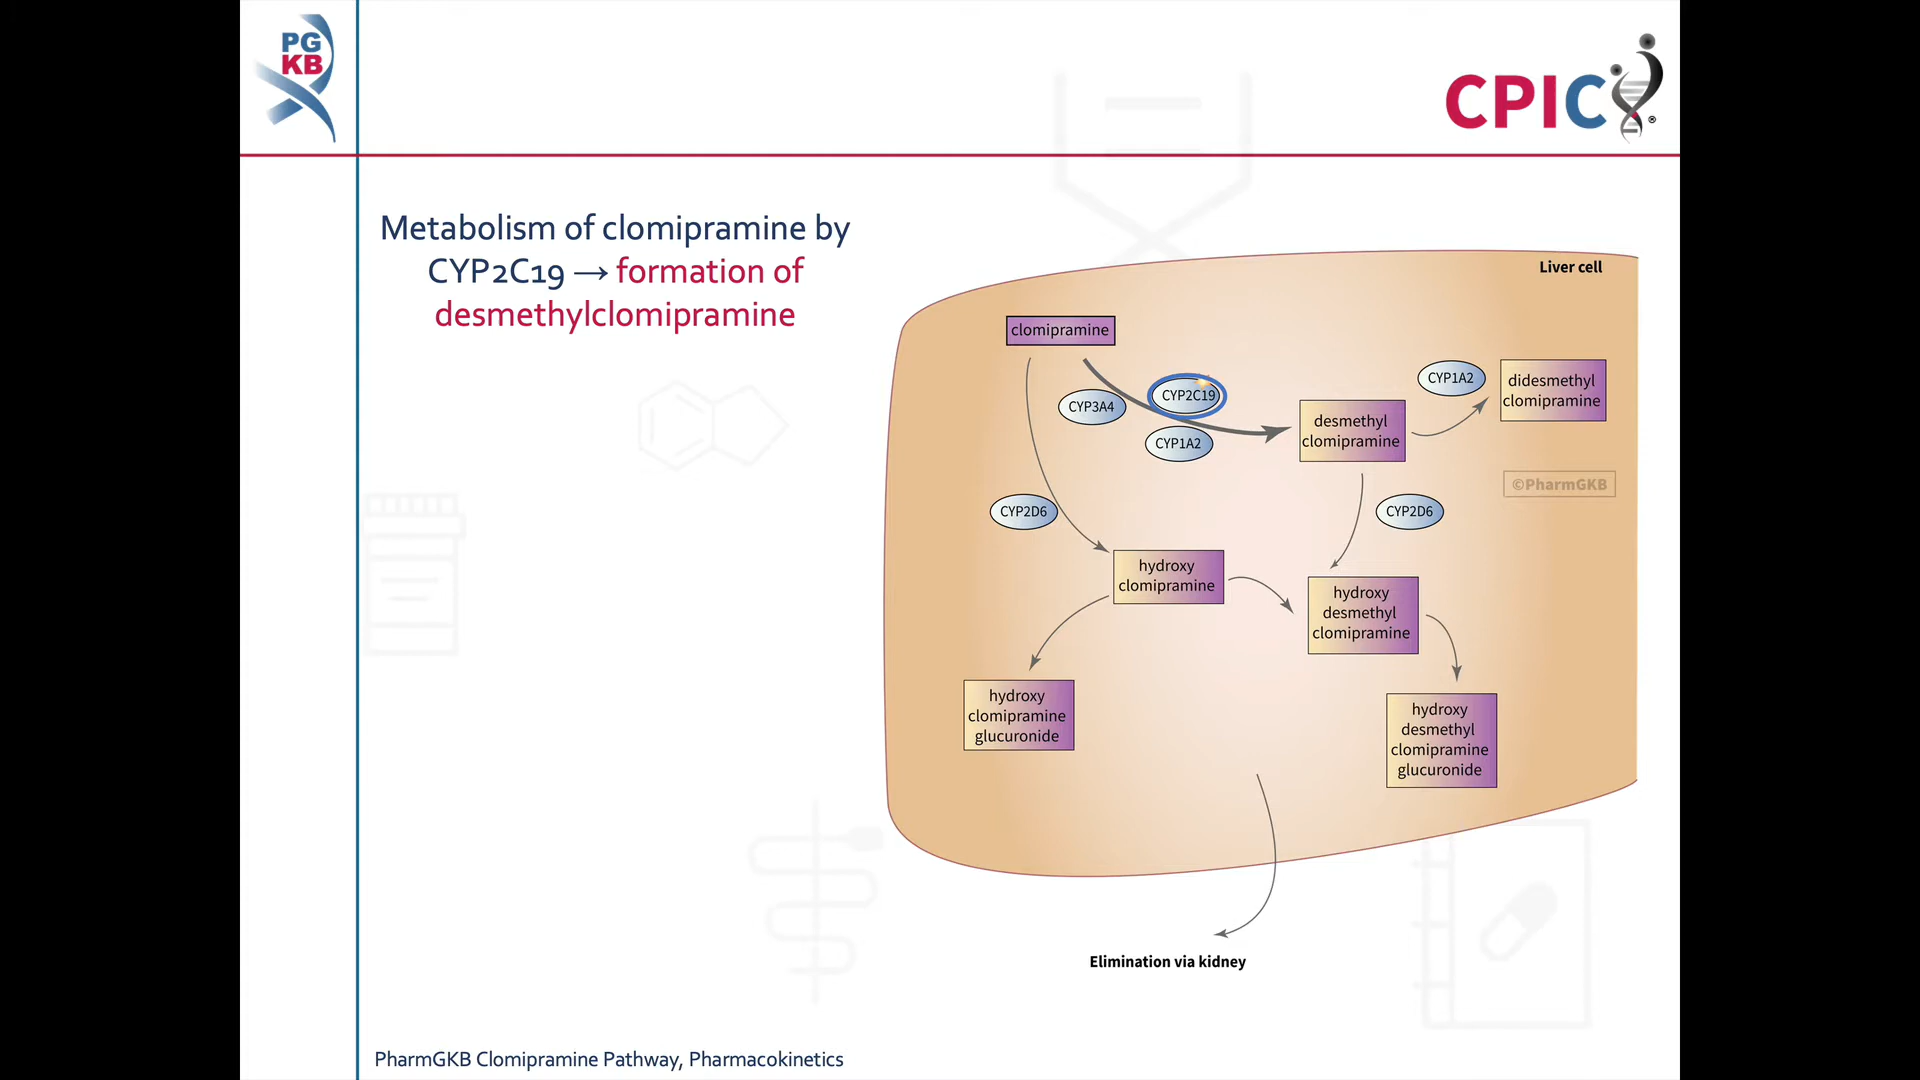 PG
KB
CPIC®
Metabolism of clomipramine by
CYP2C19 → formation of
desmethylclomipramine
Liver cell
clomipramine
CYP3A4
CYP2C19
CYP1A2
desmethyl
clomipramine
CYP1A2
didesmethyl
clomipramine
©PharmGKB
CYP2D6
CYP2D6
hydroxy
clomipramine
hydroxy
desmethyl
clomipramine
hydroxy
clomipramine
glucuronide
hydroxy
desmethyl
clomipramine
glucuronide
Elimination via kidney
PharmGKB Clomipramine Pathway, Pharmacokinetics